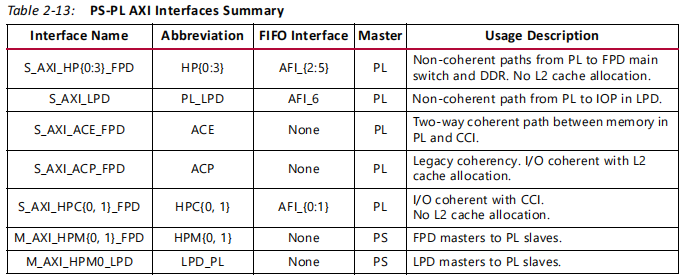 Table 2-13: PS-PL AXI Interfaces Summary
Interface Name Abbreviation FIFO Interface Master Usage Description
S_AXI_HP{0:3}_FPD HP{0:3} AFI_{2:5} PL Non-coherent paths from PL to FPD main
switch and DDR. No L2 cache allocation.
S_AXI_LPD PL_LPD AFI_6 PL Non-coherent path from PL to IOP in LPD.
S_AXI_ACE_FPD ACE None PL Two-way coherent path between memory in
PL and CCI.
S_AXI_ACP_FPD ACP None PL Legacy coherency. I/O coherent with L2
cache allocation.
S_AXI_HPC{0, 1}_FPD HPC{0, 1} AFI_{0:1} PL I/O coherent with CCI.
No L2 cache allocation.
M_AXI_HPM{0, 1}_FPD HPM{0, 1} None PS FPD masters to PL slaves.
M_AXI_HPM0_LPD LPD_PL None PS LPD masters to PL slaves.